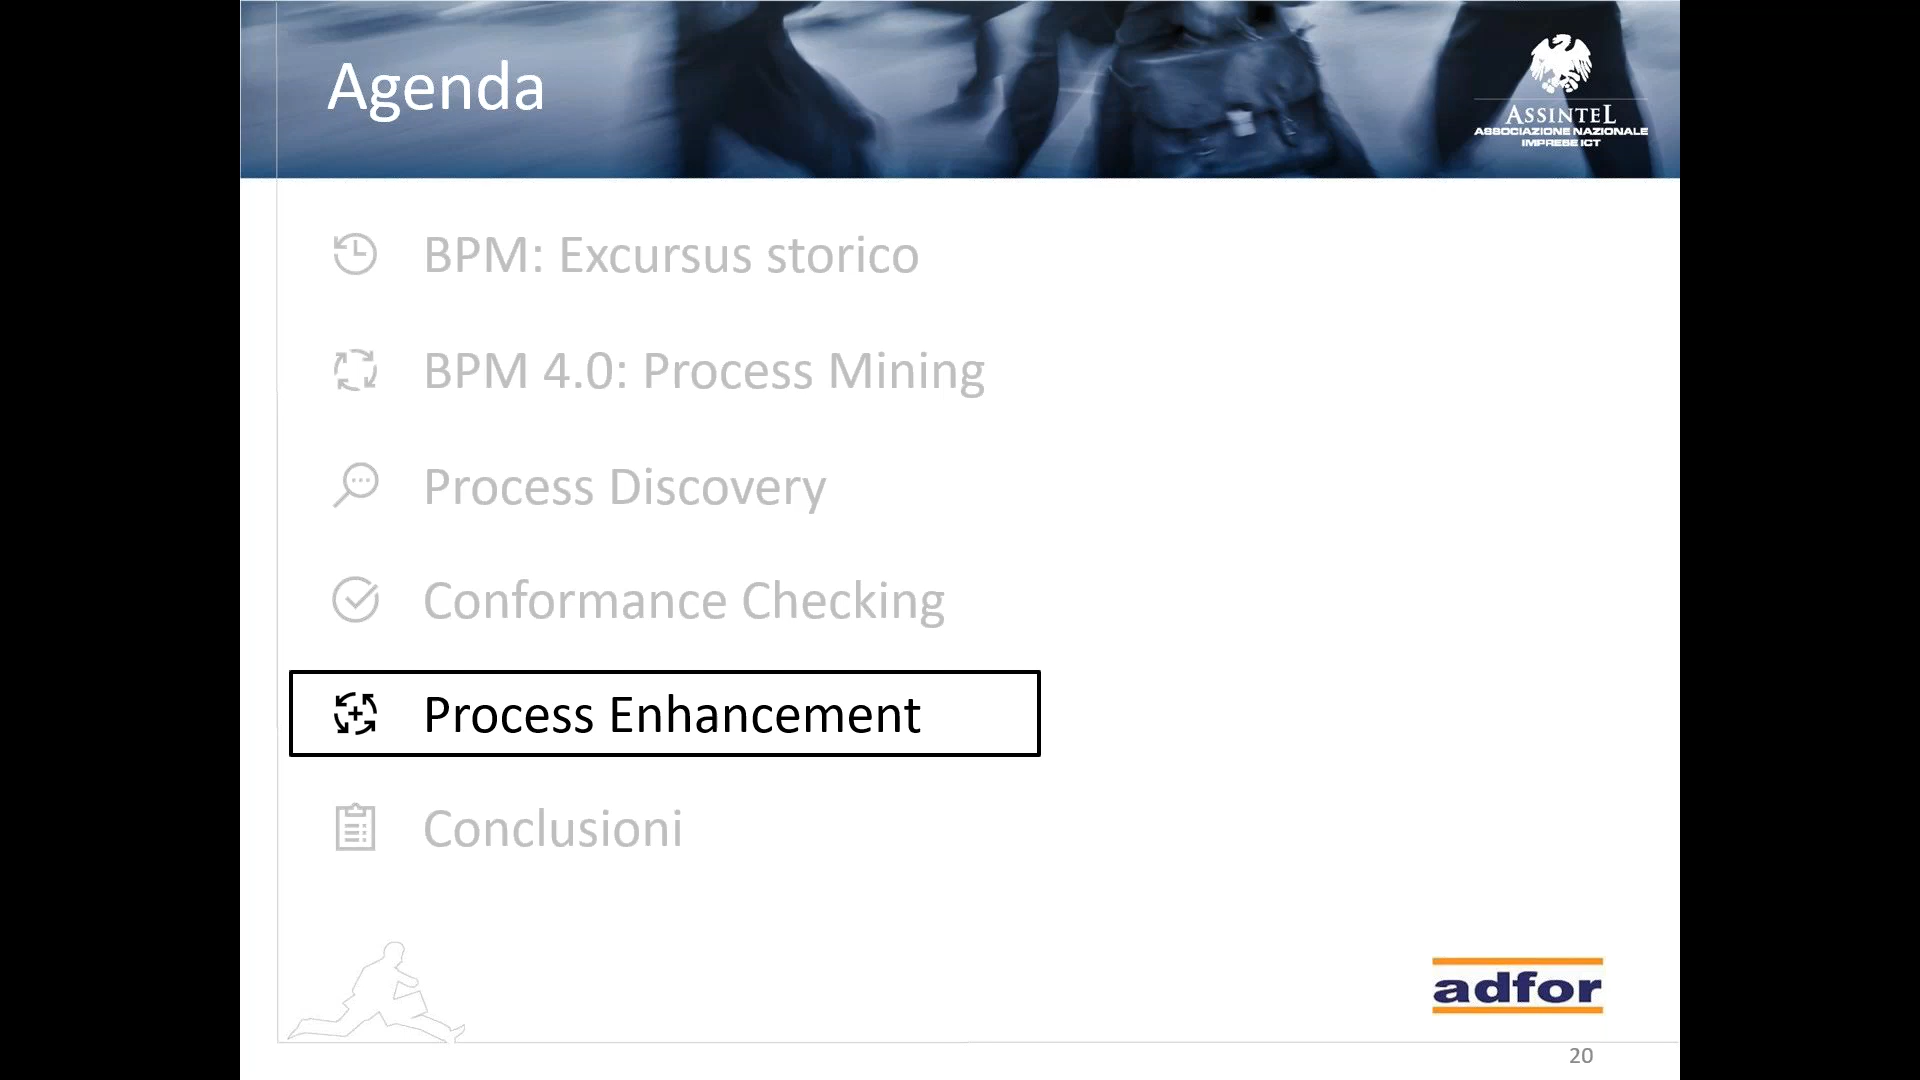 Agenda
ASSINTEL
ASSOCIAZIONE NAZIONALE
IMPRESE ICT
BPM: Excursus storico
BPM 4.0: Process Mining
Process Discovery
Conformance Checking
Process Enhancement
Conclusioni
adfor
20